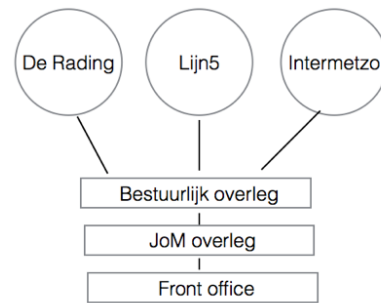 De Rading
Lijn5
Intermetzo
Bestuurlijk overleg
JoM overleg
Front office